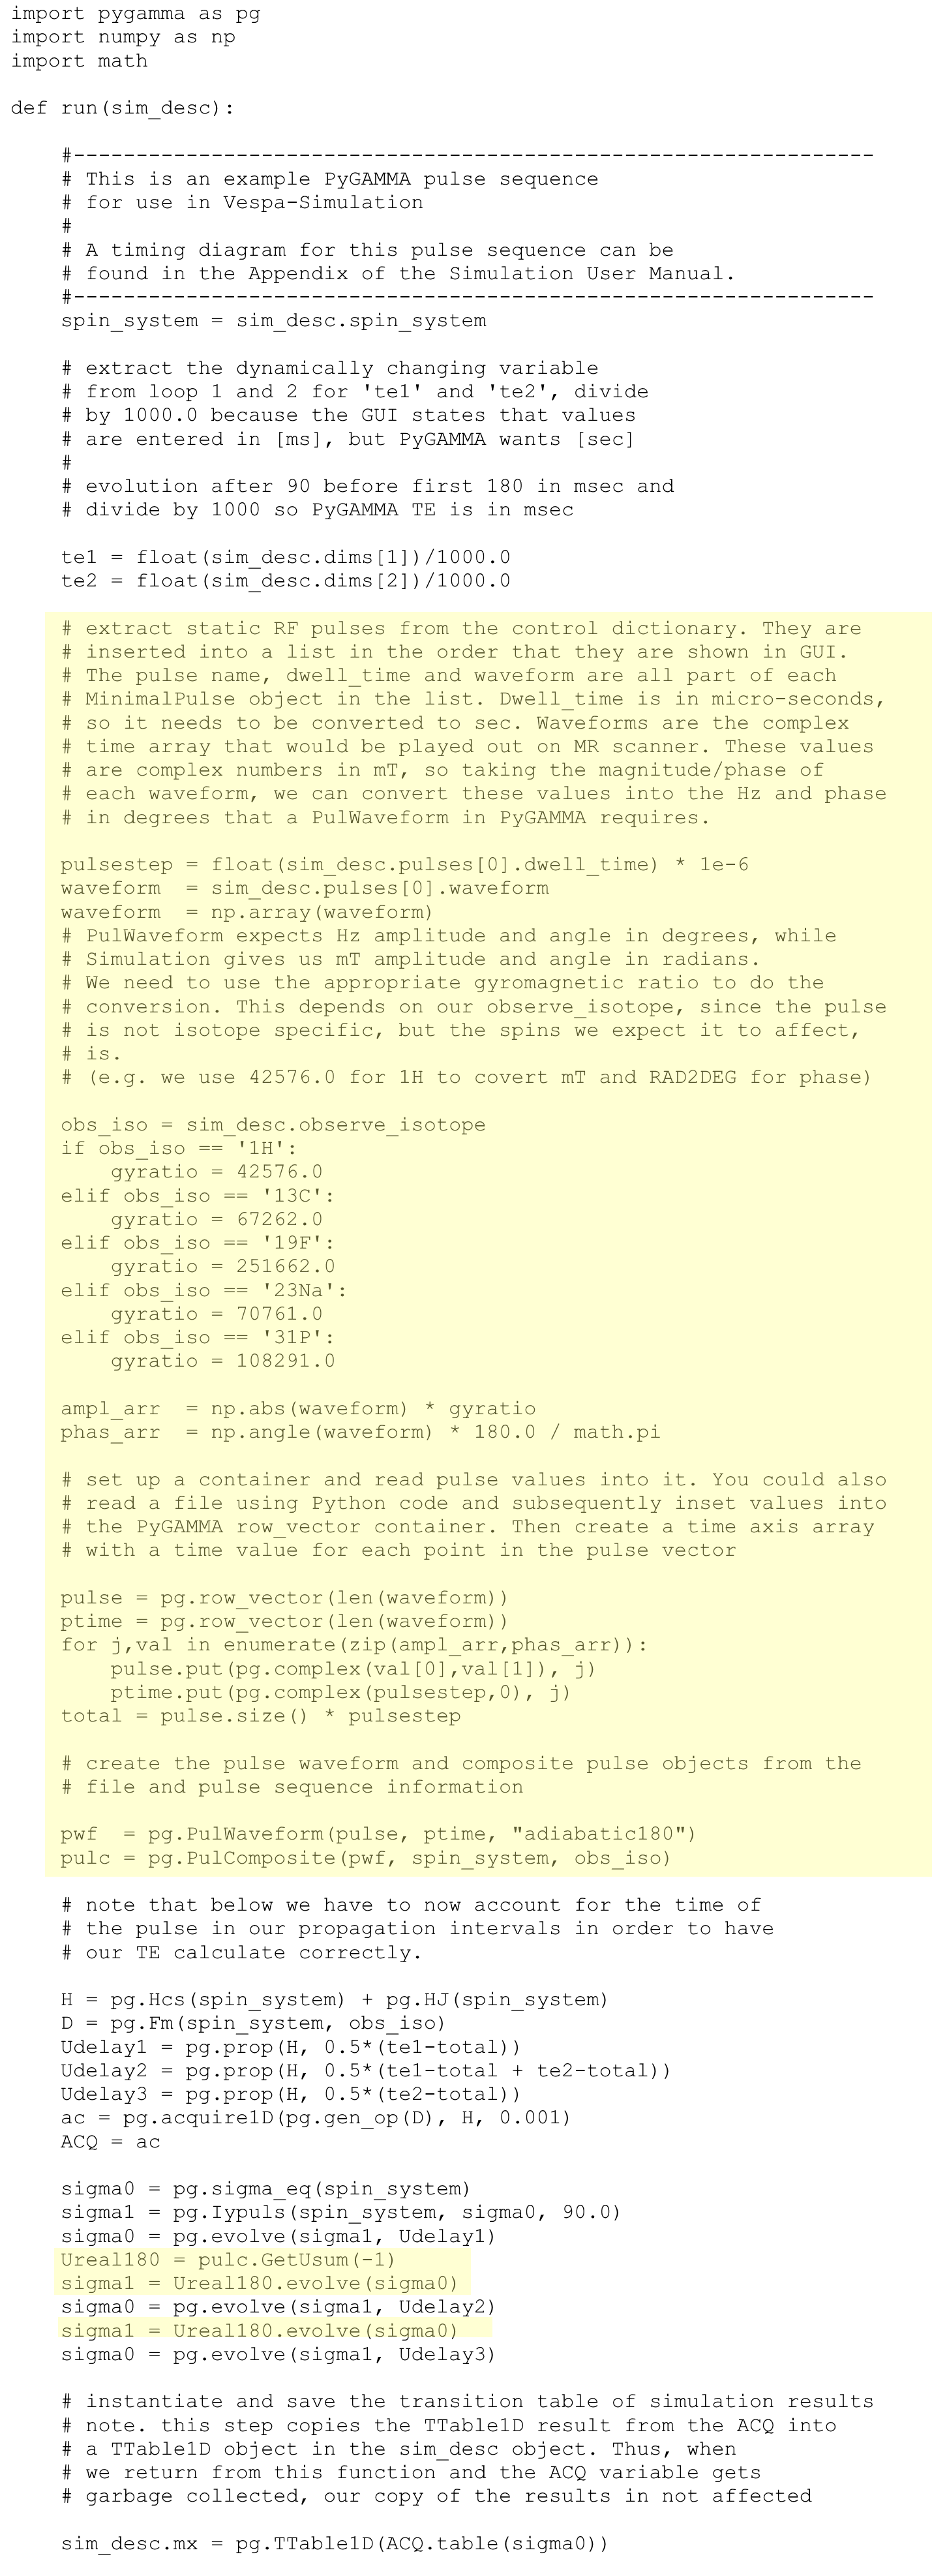 import pygamma as pg
import numpy as np
import math
def run(sim_desc):
#----------------------------------------------------------------
# This is an example PyGAMMA pulse sequence
# for use in Vespa-Simulation
#
# A timing diagram for this pulse sequence can be
# found in the Appendix of the Simulation User Manual.
#----------------------------------------------------------------
spin_system = sim_desc.spin_system
# extract the dynamically changing variable
# from loop 1 and 2 for 'te1' and 'te2', divide
# by 1000.0 because the GUI states that values
# are entered in [ms], but PyGAMMA wants [sec]
#
# evolution after 90 before first 180 in msec and
# divide by 1000 so PyGAMMA TE is in msec
te1 = float(sim_desc.dims[1])/1000.0
te2 = float(sim_desc.dims[2])/1000.0
# extract static RF pulses from the control dictionary. They are
# inserted into a list in the order that they are shown in GUI.
# The pulse name, dwell_time and waveform are all part of each
# MinimalPulse object in the list. Dwell_time is in micro-seconds,
# so it needs to be converted to sec. Waveforms are the complex
# time array that would be played out on MR scanner. These values
# are complex numbers in mT, so taking the magnitude/phase of
# each waveform, we can convert these values into the Hz and phase
# in degrees that a PulWaveform in PyGAMMA requires.
pulsestep = float(sim_desc.pulses[0].dwell_time) * 1e-6
waveform  = sim_desc.pulses[0].waveform
waveform  = np.array(waveform)
# PulWaveform expects Hz amplitude and angle in degrees, while
# Simulation gives us mT amplitude and angle in radians.
# We need to use the appropriate gyromagnetic ratio to do the
# conversion. This depends on our observe_isotope, since the pulse
# is not isotope specific, but the spins we expect it to affect,
# is.
# (e.g. we use 42576.0 for 1H to covert mT and RAD2DEG for phase)
obs_iso = sim_desc.observe_isotope
if obs_iso == '1H':
gyratio = 42576.0
elif obs_iso == '13C':
gyratio = 67262.0
elif obs_iso == '19F':
gyratio = 251662.0
elif obs_iso == '23Na':
gyratio = 70761.0
elif obs_iso == '31P':
gyratio = 108291.0
ampl_arr  = np.abs(waveform) * gyratio
phas_arr  = np.angle(waveform) * 180.0 / math.pi
# set up a container and read pulse values into it. You could also
# read a file using Python code and subsequently inset values into
# the PyGAMMA row_vector container. Then create a time axis array
# with a time value for each point in the pulse vector
pulse = pg.row_vector(len(waveform))
ptime = pg.row_vector(len(waveform))
for j,val in enumerate(zip(ampl_arr,phas_arr)):
pulse.put(pg.complex(val[0],val[1]), j)
ptime.put(pg.complex(pulsestep,0), j)
total = pulse.size() * pulsestep
# create the pulse waveform and composite pulse objects from the
# file and pulse sequence information
pwf  = pg.PulWaveform(pulse, ptime, "adiabatic180")
pulc = pg.PulComposite(pwf, spin_system, obs_iso)
# note that below we have to now account for the time of
# the pulse in our propagation intervals in order to have
# our TE calculate correctly.
H = pg.Hcs(spin_system) + pg.HJ(spin_system)
D = pg.Fm(spin_system, obs_iso)
Udelay1 = pg.prop(H, 0.5*(te1-total))
Udelay2 = pg.prop(H, 0.5*(te1-total + te2-total))
Udelay3 = pg.prop(H, 0.5*(te2-total))
ac = pg.acquire1D(pg.gen_op(D), H, 0.001)
ACQ = ac
sigma0 = pg.sigma_eq(spin_system)
sigma1 = pg.Iypuls(spin_system, sigma0, 90.0)
sigma0 = pg.evolve(sigma1, Udelay1)
Ureal180 = pulc.GetUsum(-1)
sigma1 = Ureal180.evolve(sigma0)
sigma0 = pg.evolve(sigma1, Udelay2)
sigma1 = Ureal180.evolve(sigma0)
sigma0 = pg.evolve(sigma1, Udelay3)
# instantiate and save the transition table of simulation results
# note. this step copies the TTable1D result from the ACQ into
# a TTable1D object in the sim_desc object. Thus, when
# we return from this function and the ACQ variable gets
# garbage collected, our copy of the results in not affected
sim_desc.mx = pg.TTable1D(ACQ.table(sigma0))